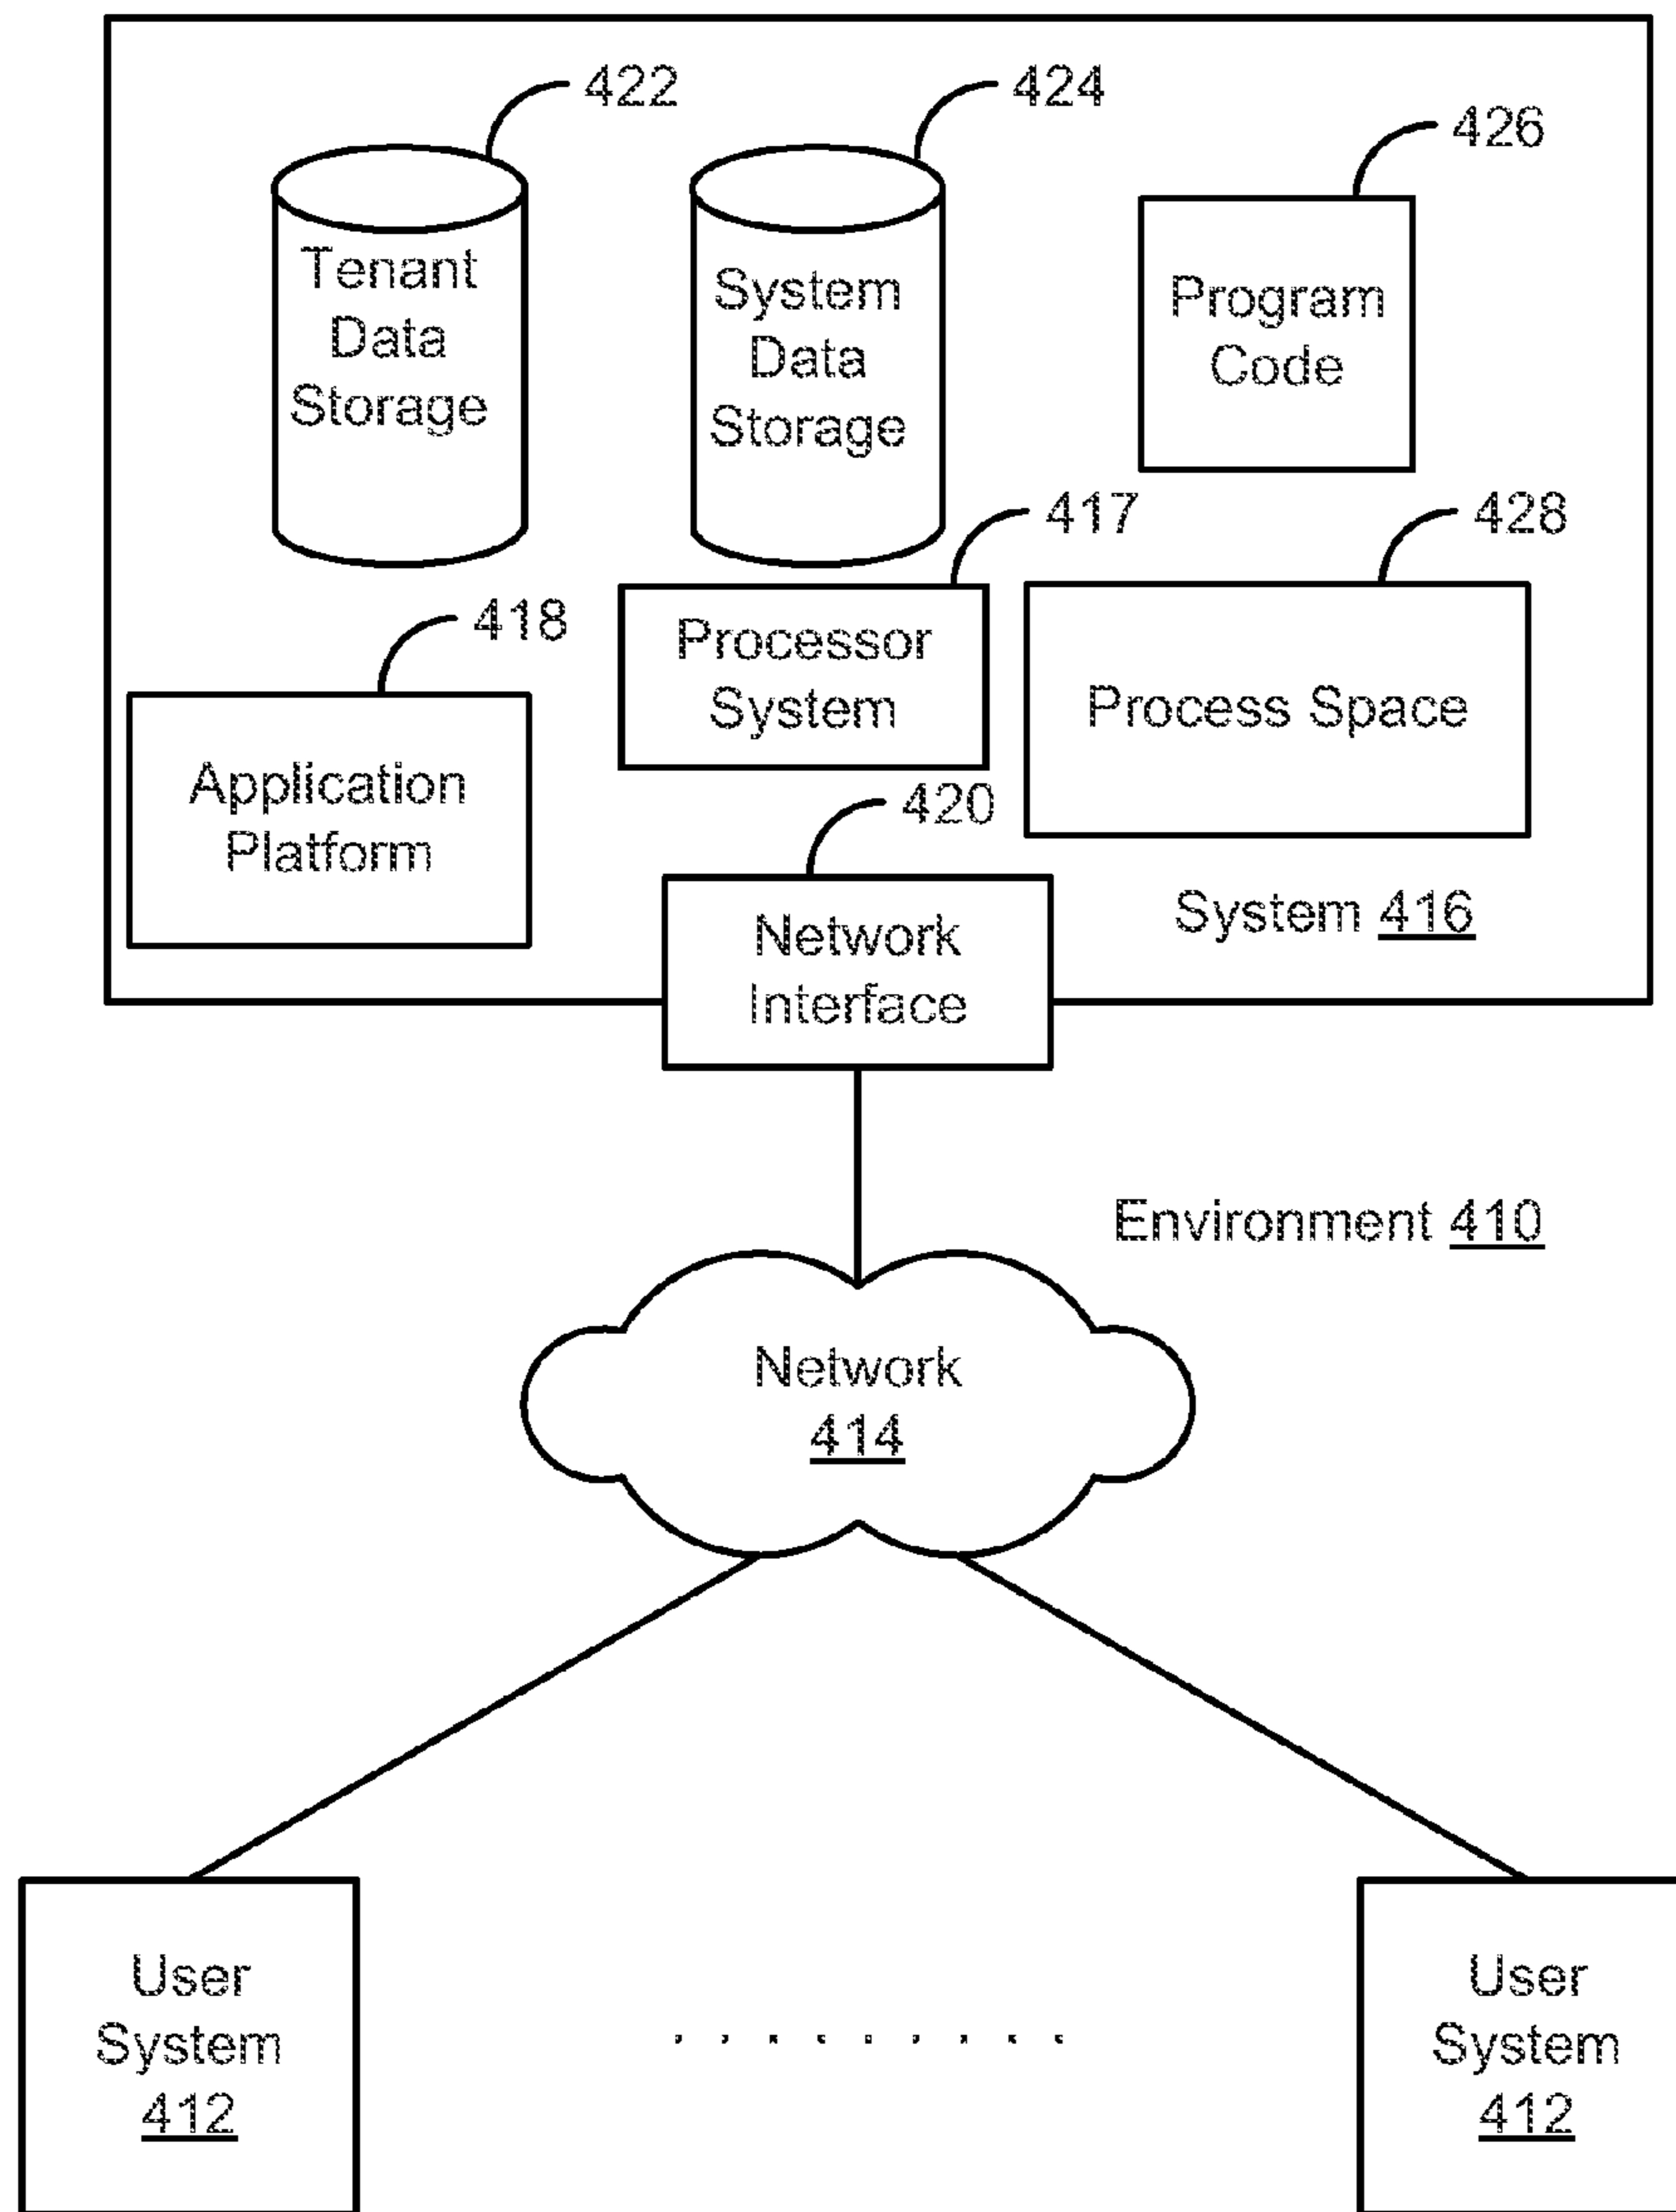 422
424
426
Tenant
Data
Storage
System
Data
Storage
Program
Code
417
428
418
Processor
System
Process Space
Application
Platform
420
Network
Interface
System 416
Environment 410
Network
414
User
System
412
User
System
412